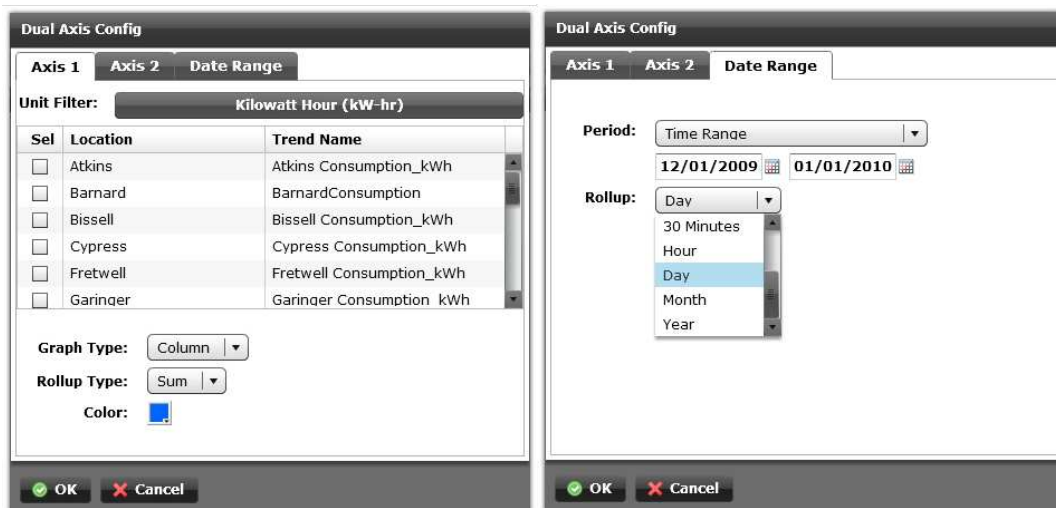 Dual Axis Config
Axis 1 Axis 2 Date Range
Unit Filter: Kilowatt Hour (kW-hr)
Sel Location Trend Name
Atkins Atkins Consumption_kWh
Barnard BarnardConsumption
Bissell Bissell Consumption_kWh
Cypress Cypress Consumption_kWh
Fretwell Fretwell Consumption_kWh
Garinger Garinger Consumption_kWh
Graph Type: Column
Rollup Type: Sum
Color:
OK Cancel
Dual Axis Config
Axis 1 Axis 2 Date Range
Period: Time Range
12/01/2009 01/01/2010
Rollup: Day
30 Minutes
Hour
Day
Month
Year
OK Cancel